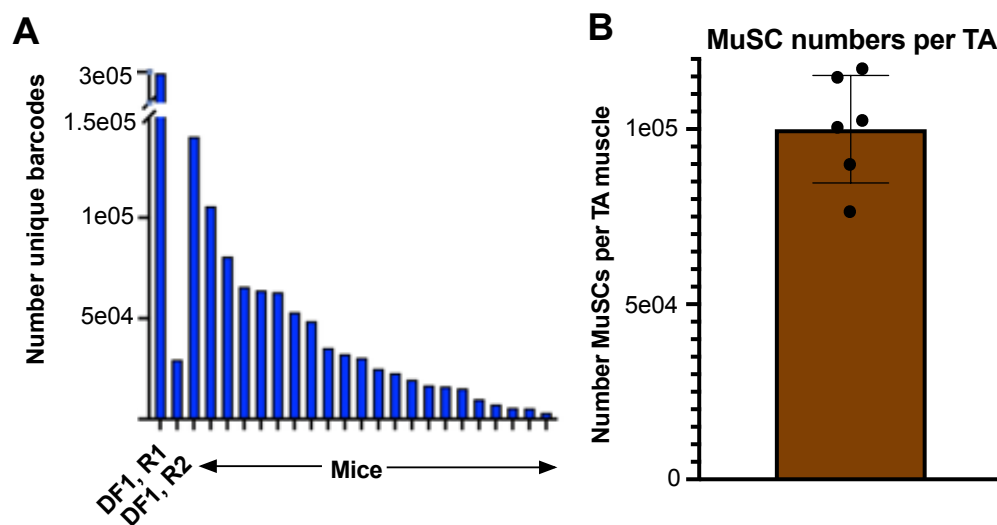 A
Number unique barcodes
3e05
1.5e05
1e05
5e04
DF1, R1
DF1, R2
Mice
B
MuSC numbers per TA
Number MuSCs per TA muscle
1e05
5e04
0